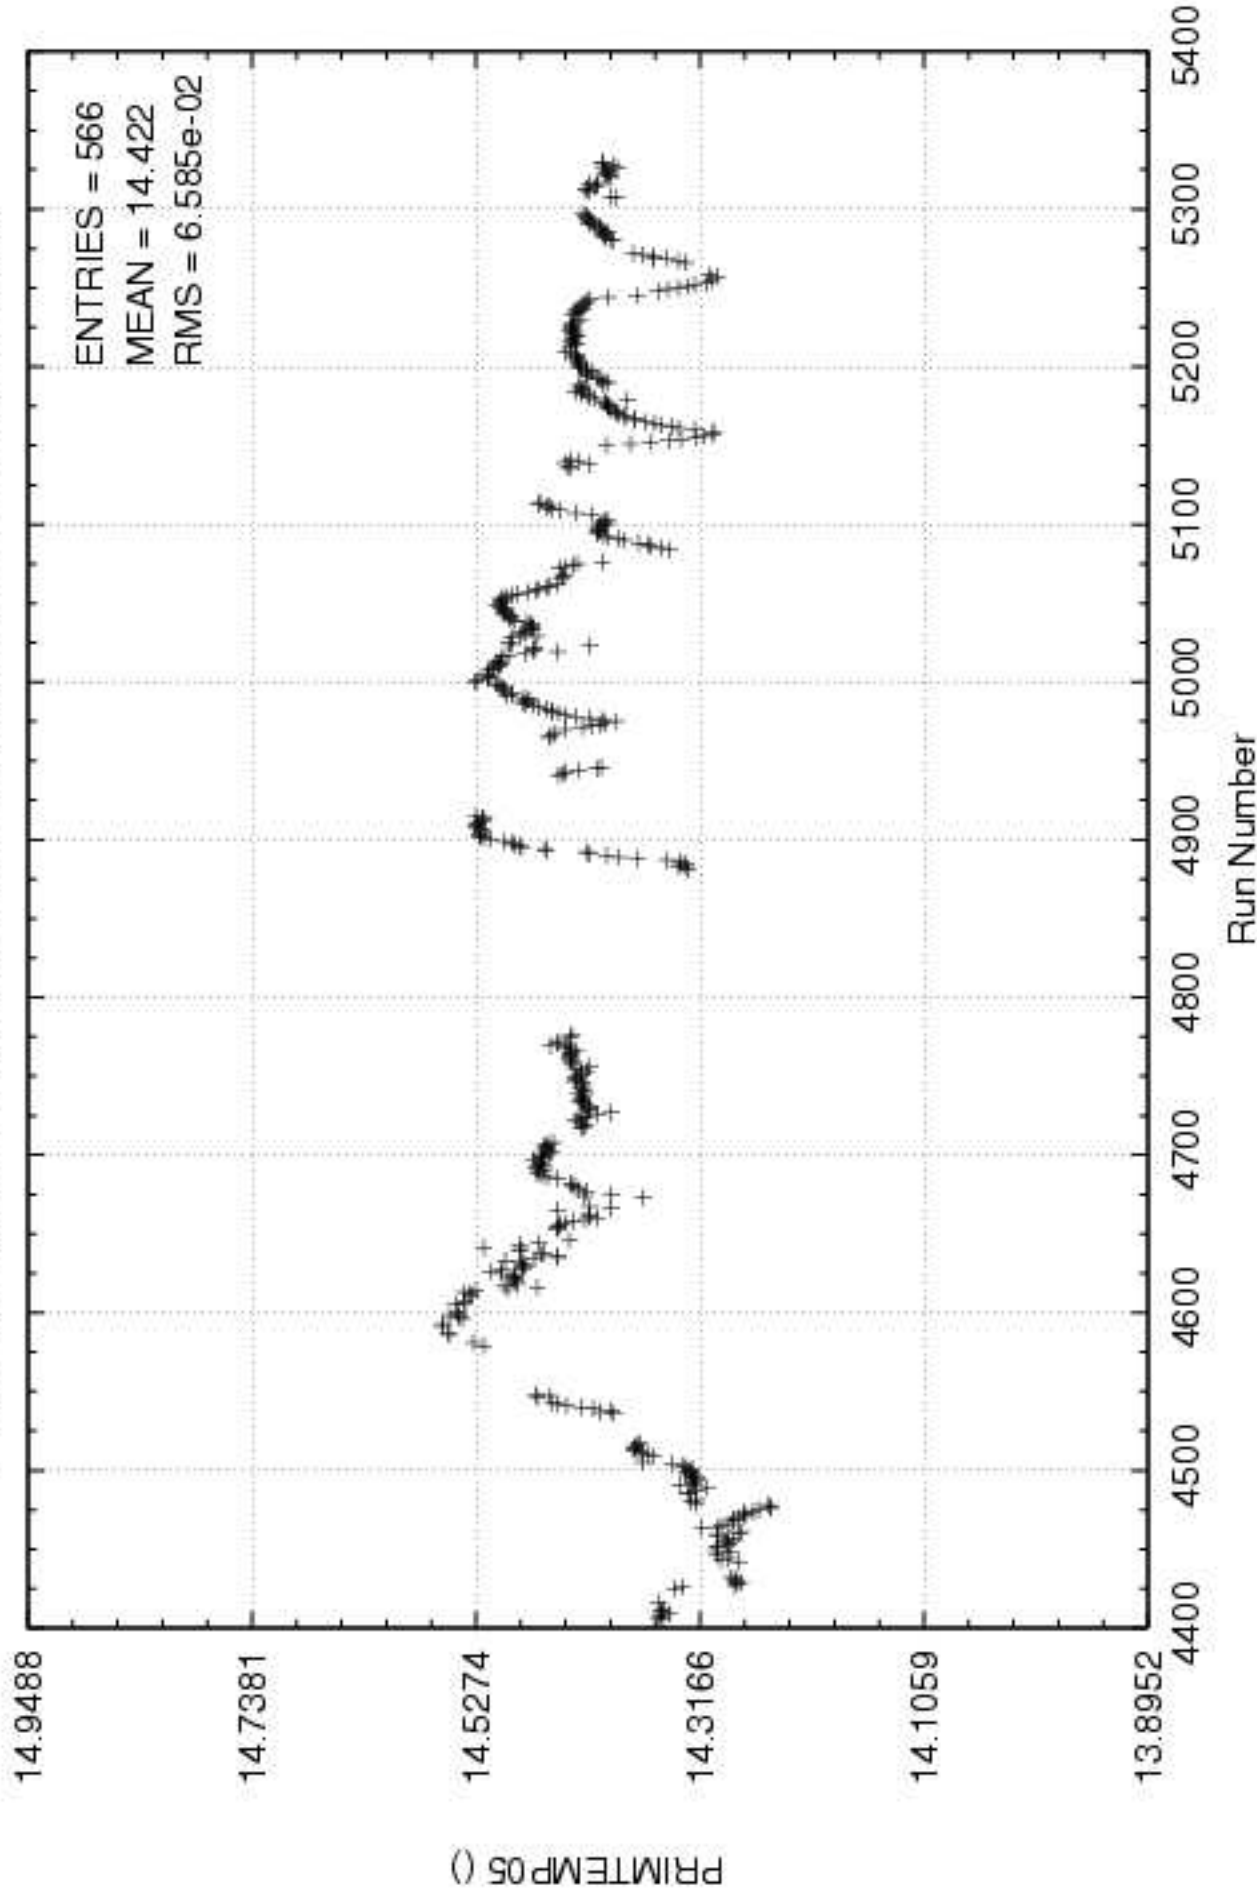 ENTRIES = 566
MEAN = 14.422
RMS = 6.585e-02
14.9488
14.7381
14.5274
14.3166
14.1059
13.8952
PRIMTEMP05 ()
4400 4500 4600 4700 4800 4900 5000 5100 5200 5300 5400
Run Number